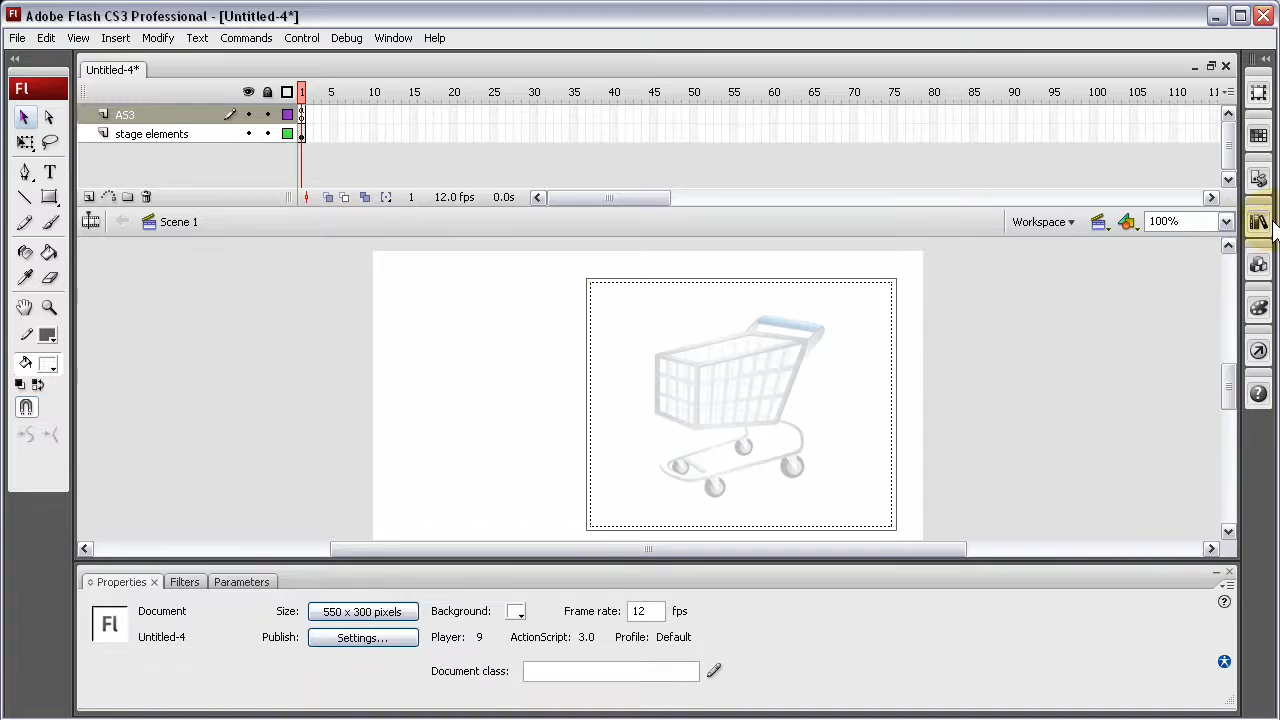 Fl Adobe Flash CS3 Professional - [Untitled-4*]
File Edit View Insert Modify Text Commands Control Debug Window Help
Untitled-4*
Fl
1 5 10 15 20 25 30 35 40 45 50 55 60 65 70 75 80 85 90 95 100 105 110 11
AS3
stage elements
T
1 12.0 fps 0.0s
Scene 1 Workspace 100%
Properties Filters Parameters
Fl Document Size: 550 x 300 pixels Background: Frame rate: 12 fps
Untitled-4 Publish: Settings... Player: 9 ActionScript: 3.0 Profile: Default
Document class: